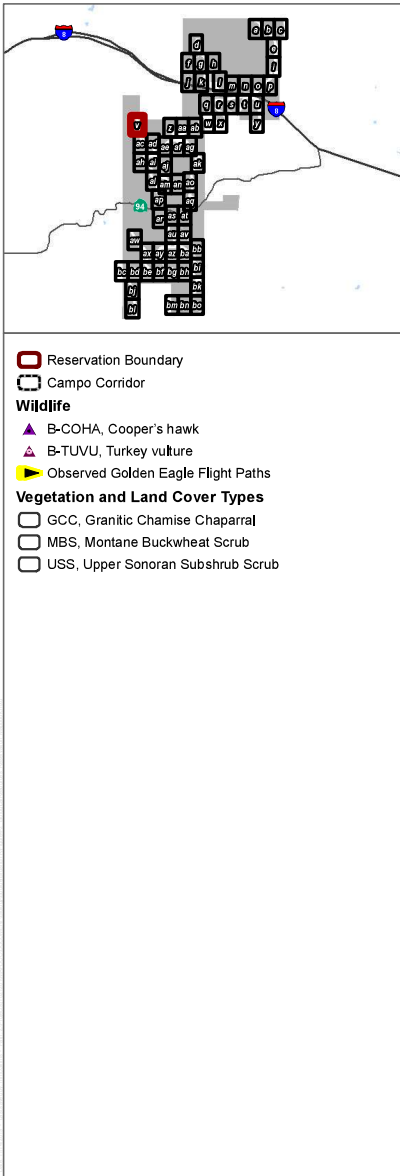 8
a b c
d
e
f g h
i
j k l m n o p
q r s t u
8
v
z aa ab w x y
ac ad ae af ag
ah ai aj ak
al am an ao
94
ap aq
ar as at
au av
aw
ax ay az ba bb
bc bd be bf bg bh bi
bj bk
bl bm bn bo
Reservation Boundary
Campo Corridor
Wildlife
B-COHA, Cooper's hawk
B-TUVU, Turkey vulture
Observed Golden Eagle Flight Paths
Vegetation and Land Cover Types
GCC, Granitic Chamise Chaparral
MBS, Montane Buckwheat Scrub
USS, Upper Sonoran Subshrub Scrub